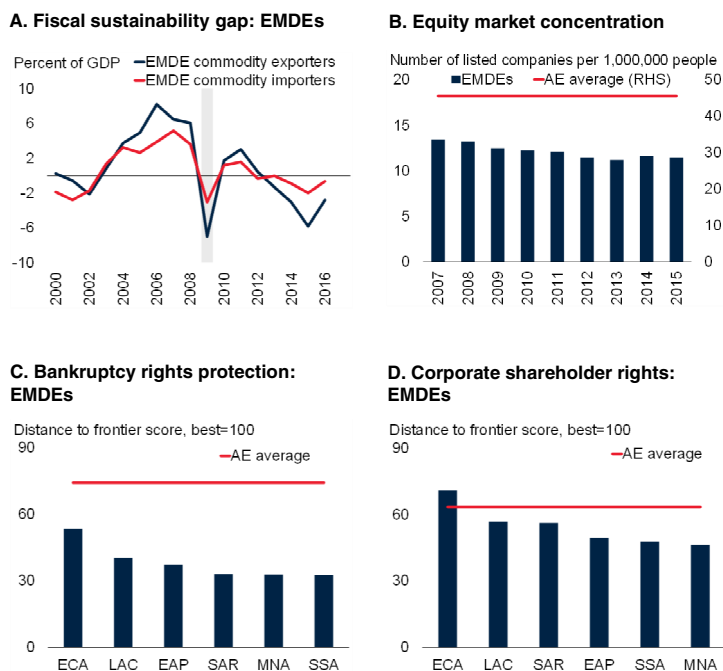 A. Fiscal sustainability gap: EMDEs
Percent of GDP
EMDE commodity exporters
EMDE commodity importers
10
6
2
-2
-6
-10
2000
2002
2004
2006
2008
2010
2012
2014
2016
B. Equity market concentration
Number of listed companies per 1,000,000 people
EMDEs
AE average (RHS)
20
15
10
5
0
50
40
30
20
10
0
2007
2008
2009
2010
2011
2012
2013
2014
2015
C. Bankruptcy rights protection:
EMDEs
Distance to frontier score, best=100
AE average
90
60
30
0
ECA LAC EAP SAR MNA SSA
D. Corporate shareholder rights:
EMDEs
Distance to frontier score, best=100
AE average
90
60
30
0
ECA LAC SAR EAP SSA MNA